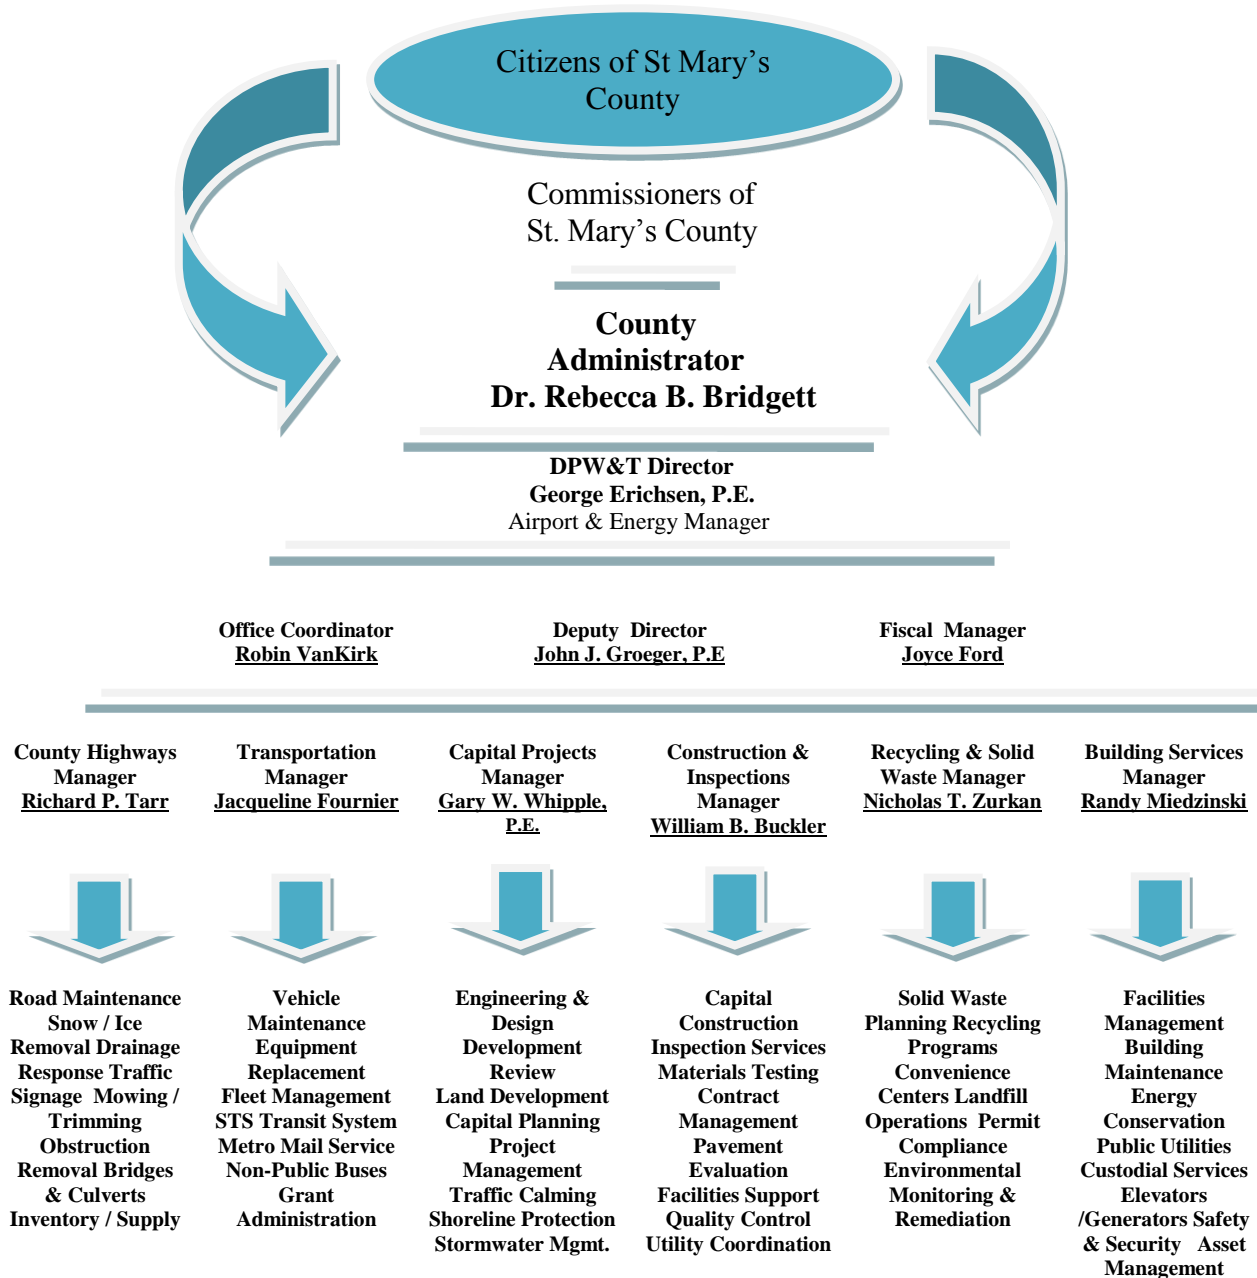 Citizens of St Mary’s
County
Commissioners of
St. Mary’s County
County
Administrator
Dr. Rebecca B. Bridgett
DPW&T Director
George Erichsen, P.E.
Airport & Energy Manager
Office Coordinator
Robin VanKirk
Deputy Director
John J. Groeger, P.E
Fiscal Manager
Joyce Ford
County Highways
Manager
Richard P. Tarr
Transportation
Manager
Jacqueline Fournier
Capital Projects
Manager
Gary W. Whipple,
P.E.
Construction &
Inspections
Manager
William B. Buckler
Recycling & Solid
Waste Manager
Nicholas T. Zurkan
Building Services
Manager
Randy Miedzinski
Road Maintenance
Snow / Ice
Removal Drainage
Response Traffic
Signage Mowing /
Trimming
Obstruction
Removal Bridges
& Culverts
Inventory / Supply
Vehicle
Maintenance
Equipment
Replacement
Fleet Management
STS Transit System
Metro Mail Service
Non-Public Buses
Grant
Administration
Engineering &
Design
Development
Review
Land Development
Capital Planning
Project
Management
Traffic Calming
Shoreline Protection
Stormwater Mgmt.
Capital
Construction
Inspection Services
Materials Testing
Contract
Management
Pavement
Evaluation
Facilities Support
Quality Control
Utility Coordination
Solid Waste
Planning Recycling
Programs
Convenience
Centers Landfill
Operations Permit
Compliance
Environmental
Monitoring &
Remediation
Facilities
Management
Building
Maintenance
Energy
Conservation
Public Utilities
Custodial Services
Elevators
/Generators Safety
& Security Asset
Management